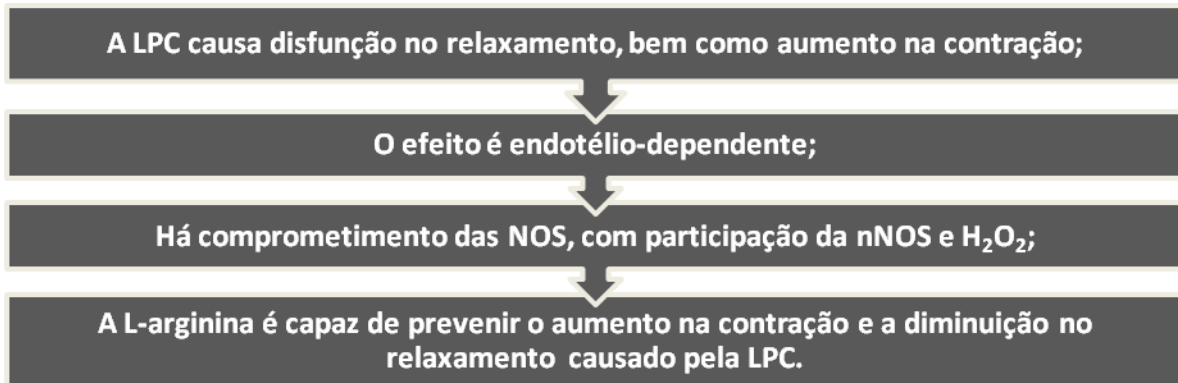 A LPC causa disfunção no relaxamento, bem como aumento na contração;
O efeito é endotélio-dependente;
Há comprometimento das NOS, com participação da nNOS e H₂O₂;
A L-arginina é capaz de prevenir o aumento na contração e a diminuição no
relaxamento causado pela LPC.